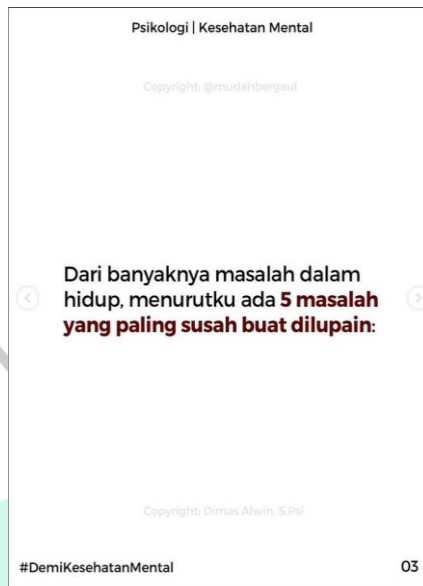 Psikologi | Kesehatan Mental
Copyright: @mudahbergaul
Dari banyaknya masalah dalam
hidup, menurutku ada 5 masalah
yang paling susah buat dilupain:
Copyright: Dimas Alwin, S.Psi
#DemiKesehatanMental
03